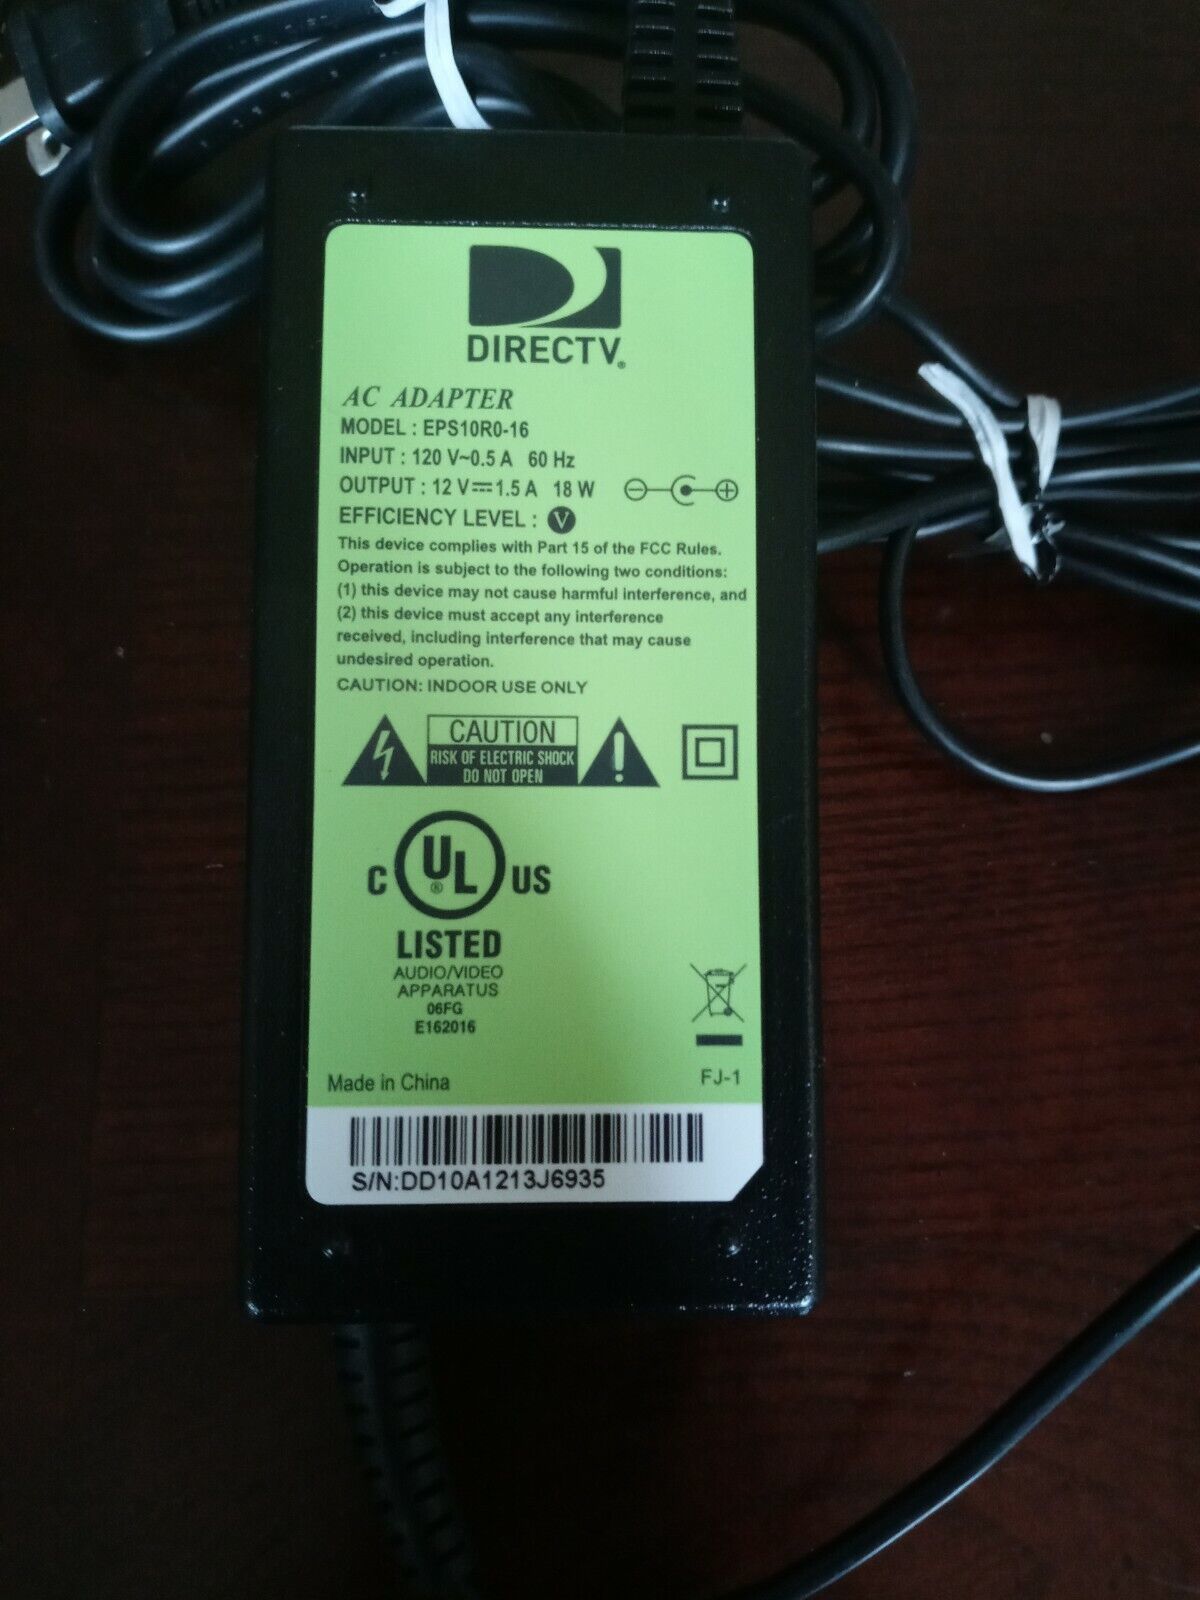 DIRECTV®
AC ADAPTER
MODEL : EPS10R0-16
INPUT : 120 V~0.5 A 60 Hz
OUTPUT : 12 V⎓1.5 A 18 W
EFFICIENCY LEVEL : V
This device complies with Part 15 of the FCC Rules.
Operation is subject to the following two conditions:
(1) this device may not cause harmful interference, and
(2) this device must accept any interference
received, including interference that may cause
undesired operation.
CAUTION: INDOOR USE ONLY
CAUTION
RISK OF ELECTRIC SHOCK
DO NOT OPEN
C UL® US
LISTED
AUDIO/VIDEO
APPARATUS
06FG
E162016
Made in China
FJ-1
S/N:DD10A1213J6935